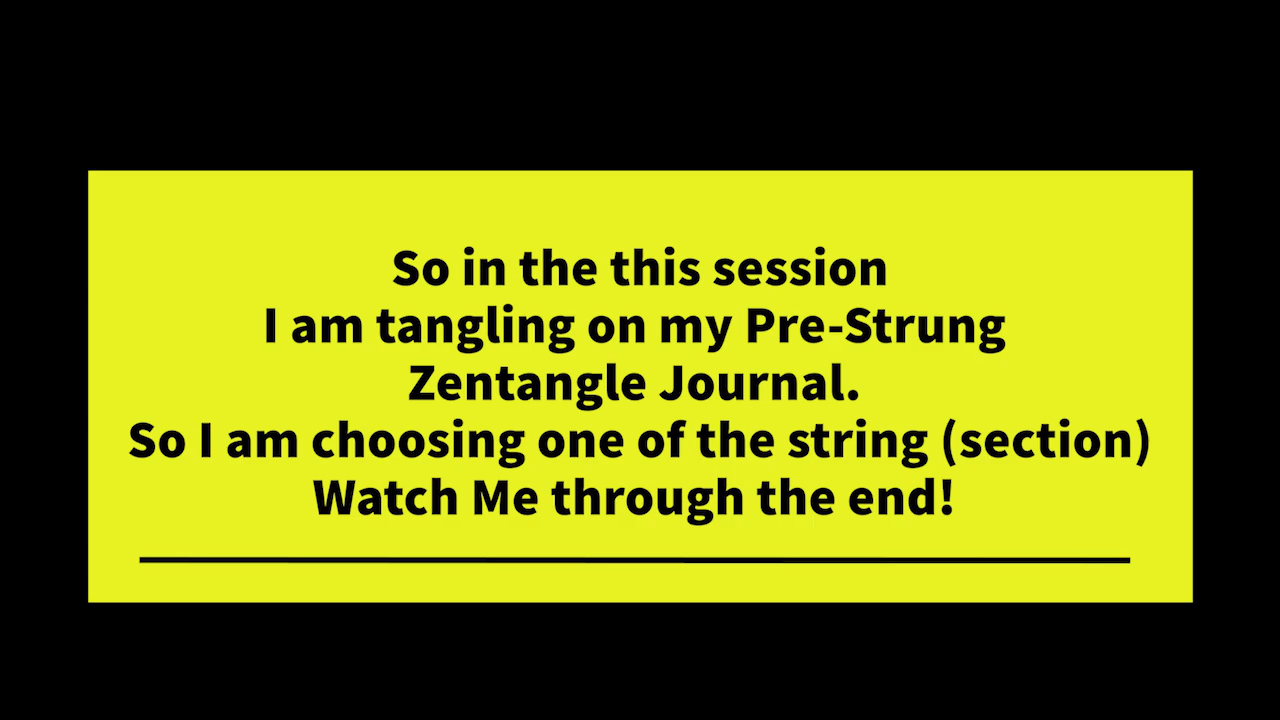 So in the this session
I am tangling on my Pre-Strung
Zentangle Journal.
So I am choosing one of the string (section)
Watch Me through the end!